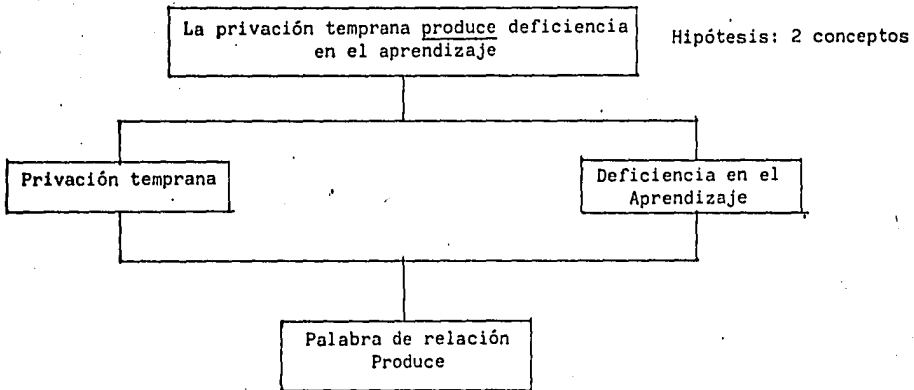 La privación temprana produce deficiencia
en el aprendizaje
Hipótesis: 2 conceptos
Privación temprana
Deficiencia en el
Aprendizaje
Palabra de relación
Produce